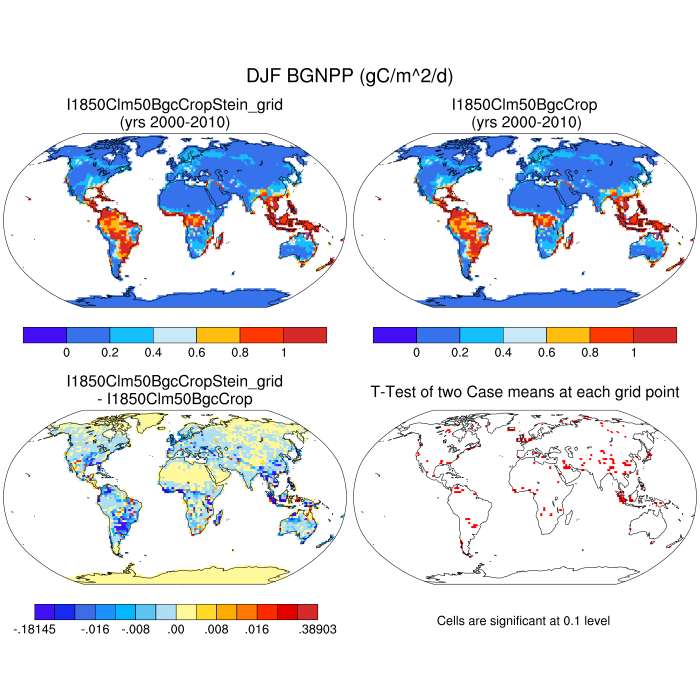 DJF BGNPP (gC/m^2/d)
I1850Clm50BgcCropStein_grid
(yrs 2000-2010)
I1850Clm50BgcCrop
(yrs 2000-2010)
0 0.2 0.4 0.6 0.8 1
0 0.2 0.4 0.6 0.8 1
I1850Clm50BgcCropStein_grid
- I1850Clm50BgcCrop
T-Test of two Case means at each grid point
-.18145 -.016 -.008 .00 .008 .016 .38903
Cells are significant at 0.1 level